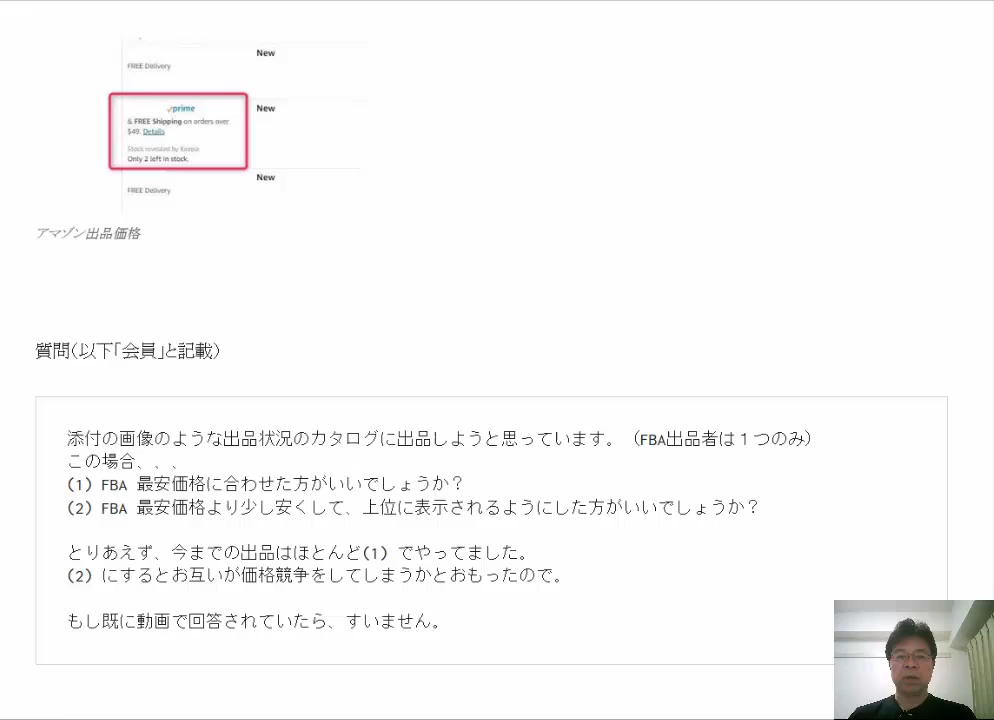 New
FREE Delivery
prime
New
& FREE Shipping on orders over
$49. Details
Stock revealed by Keepa
Only 2 left in stock.
New
FREE Delivery
アマゾン出品価格
質問（以下「会員」と記載）
添付の画像のような出品状況のカタログに出品しようと思っています。（FBA出品者は１つのみ）
この場合、、、
(1) FBA 最安価格に合わせた方がいいでしょうか？
(2) FBA 最安価格より少し安くして、上位に表示されるようにした方がいいでしょうか？
とりあえず、今までの出品はほとんど(1) でやってました。
(2) にするとお互いが価格競争をしてしまうかとおもったので。
もし既に動画で回答されていたら、すいません。